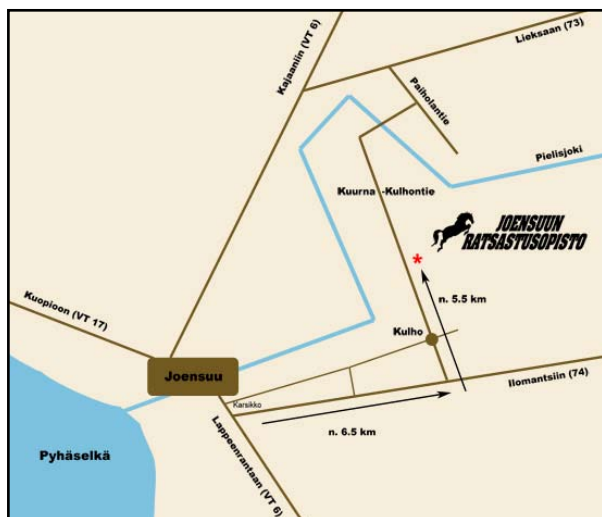 Lieksaan (73)
Kajaaniin (VT 6)
Paiholantie
Pielisjoki
Kuurna -Kulhontie
JOENSUUN
RATSASTUSOPISTO
*
n. 5.5 km
Kuopioon (VT 17)
Kulho
Joensuu
Ilomantsiin (74)
Karsikko
n. 6.5 km
Lappeenrantaan (VT 6)
Pyhäselkä